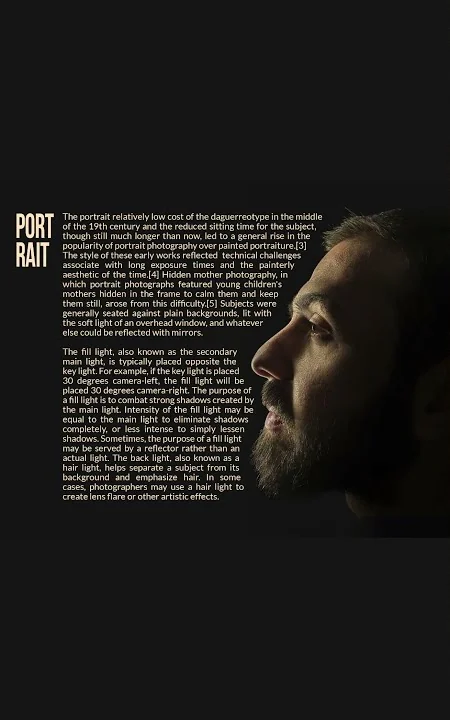 PORT
RAIT
The portrait relatively low cost of the daguerreotype in the middle
of the 19th century and the reduced sitting time for the subject,
though still much longer than now, led to a general rise in the
popularity of portrait photography over painted portraiture.[3]
The style of these early works reflected technical challenges
associate with long exposure times and the painterly
aesthetic of the time.[4] Hidden mother photography, in
which portrait photographs featured young children's
mothers hidden in the frame to calm them and keep
them still, arose from this difficulty.[5] Subjects were
generally seated against plain backgrounds, lit with
the soft light of an overhead window, and whatever
else could be reflected with mirrors.
The fill light, also known as the secondary
main light, is typically placed opposite the
key light. For example, if the key light is placed
30 degrees camera-left, the fill light will be
placed 30 degrees camera-right. The purpose of
a fill light is to combat strong shadows created by
the main light. Intensity of the fill light may be
equal to the main light to eliminate shadows
completely, or less intense to simply lessen
shadows. Sometimes, the purpose of a fill light
may be served by a reflector rather than an
actual light. The back light, also known as a
hair light, helps separate a subject from its
background and emphasize hair. In some
cases, photographers may use a hair light to
create lens flare or other artistic effects.